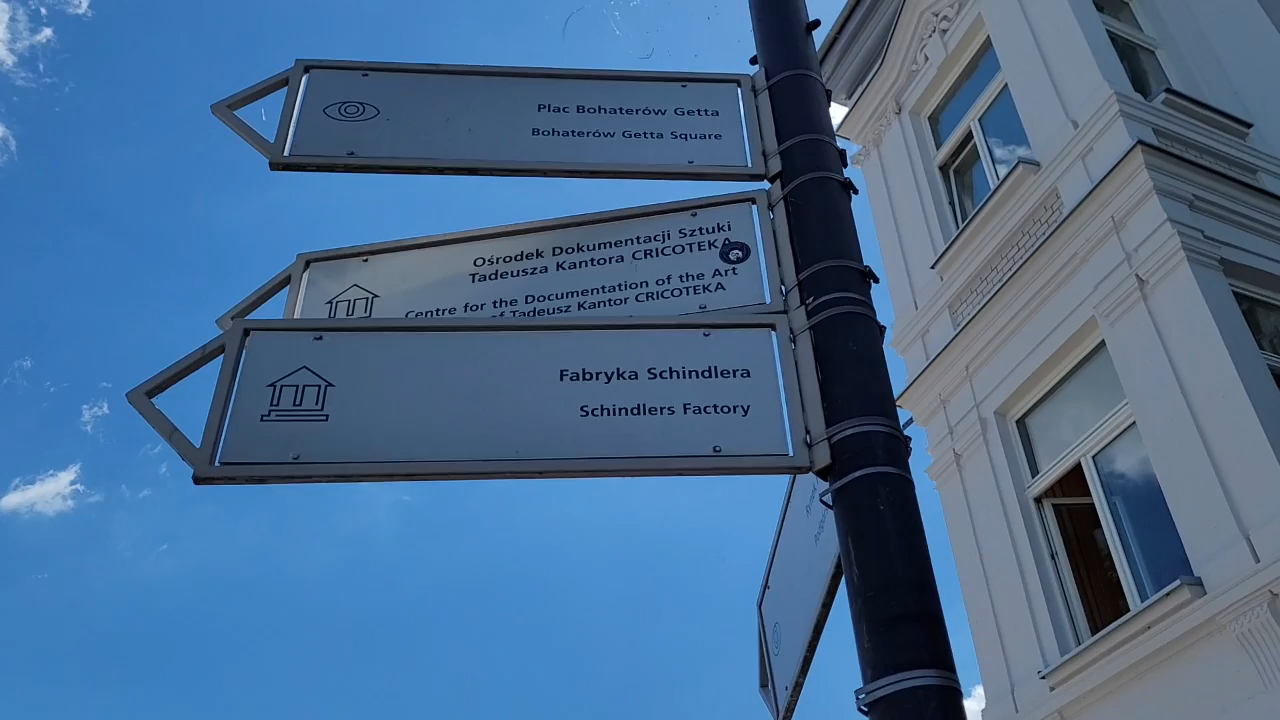 Plac Bohaterów Getta
Bohaterów Getta Square
Ośrodek Dokumentacji Sztuki
Tadeusza Kantora CRICOTEKA
Centre for the Documentation of the Art
of Tadeusz Kantor CRICOTEKA
Fabryka Schindlera
Schindlers Factory